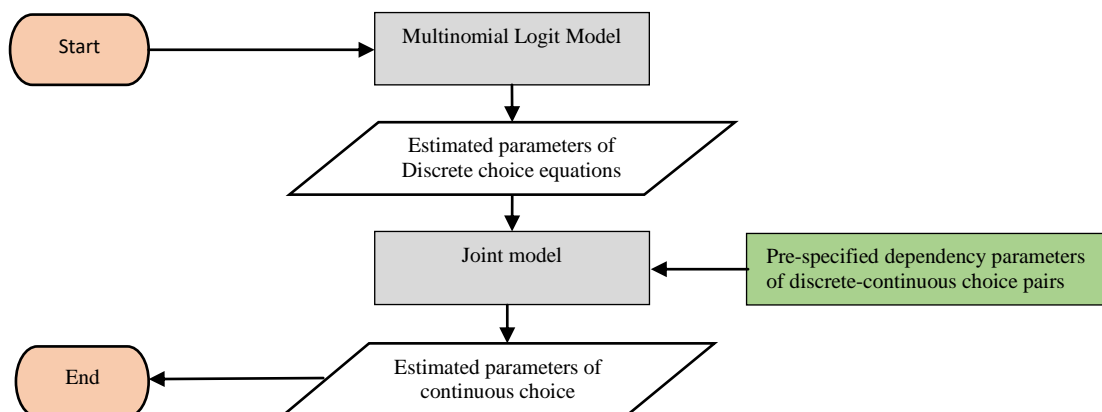 Start
Multinomial Logit Model
Estimated parameters of
Discrete choice equations
Joint model
Pre-specified dependency parameters
of discrete-continuous choice pairs
End
Estimated parameters of
continuous choice